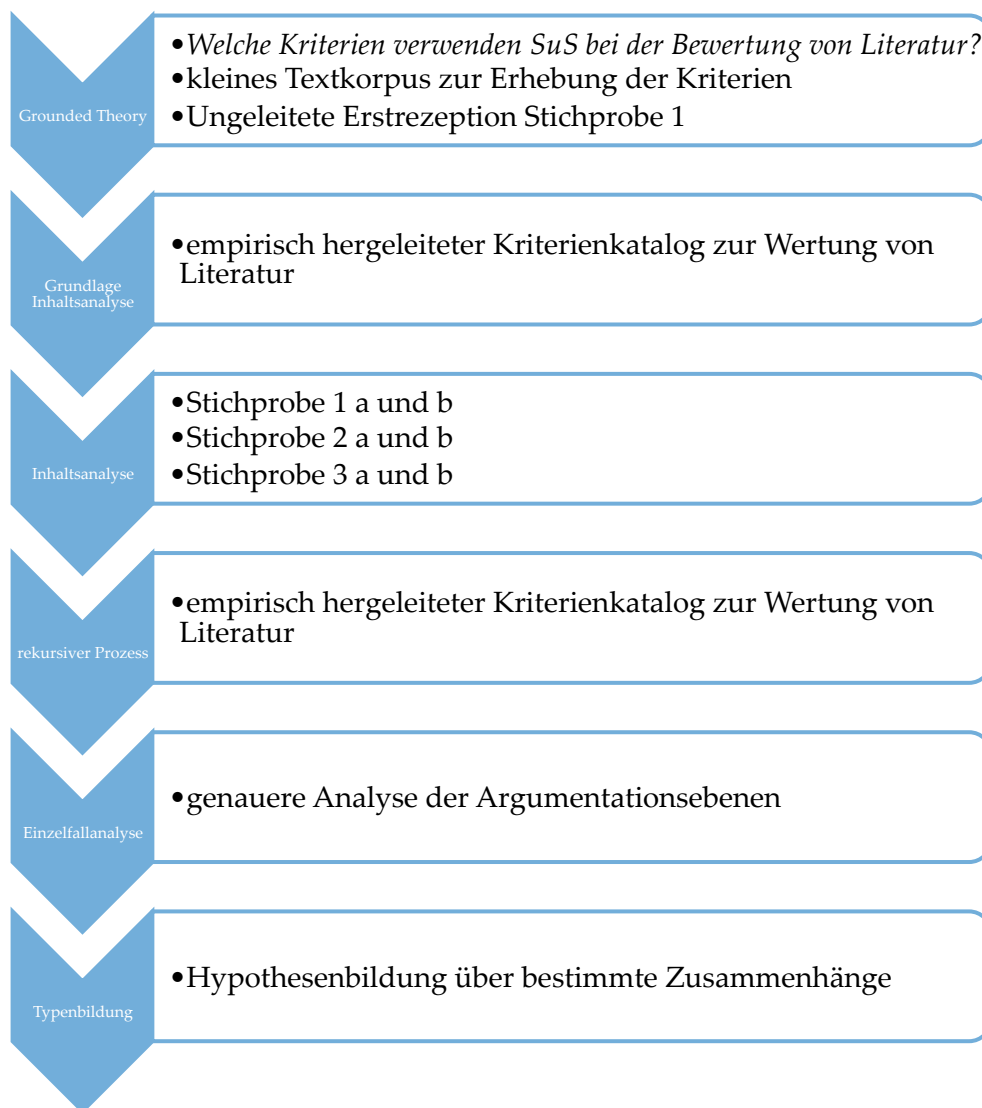 Grounded Theory
•Welche Kriterien verwenden SuS bei der Bewertung von Literatur?
•kleines Textkorpus zur Erhebung der Kriterien
•Ungeleitete Erstrezeption Stichprobe 1
Grundlage
Inhaltsanalyse
•empirisch hergeleiteter Kriterienkatalog zur Wertung von
Literatur
Inhaltsanalyse
•Stichprobe 1 a und b
•Stichprobe 2 a und b
•Stichprobe 3 a und b
rekursiver Prozess
•empirisch hergeleiteter Kriterienkatalog zur Wertung von
Literatur
Einzelfallanalyse
•genauere Analyse der Argumentationsebenen
Typenbildung
•Hypothesenbildung über bestimmte Zusammenhänge